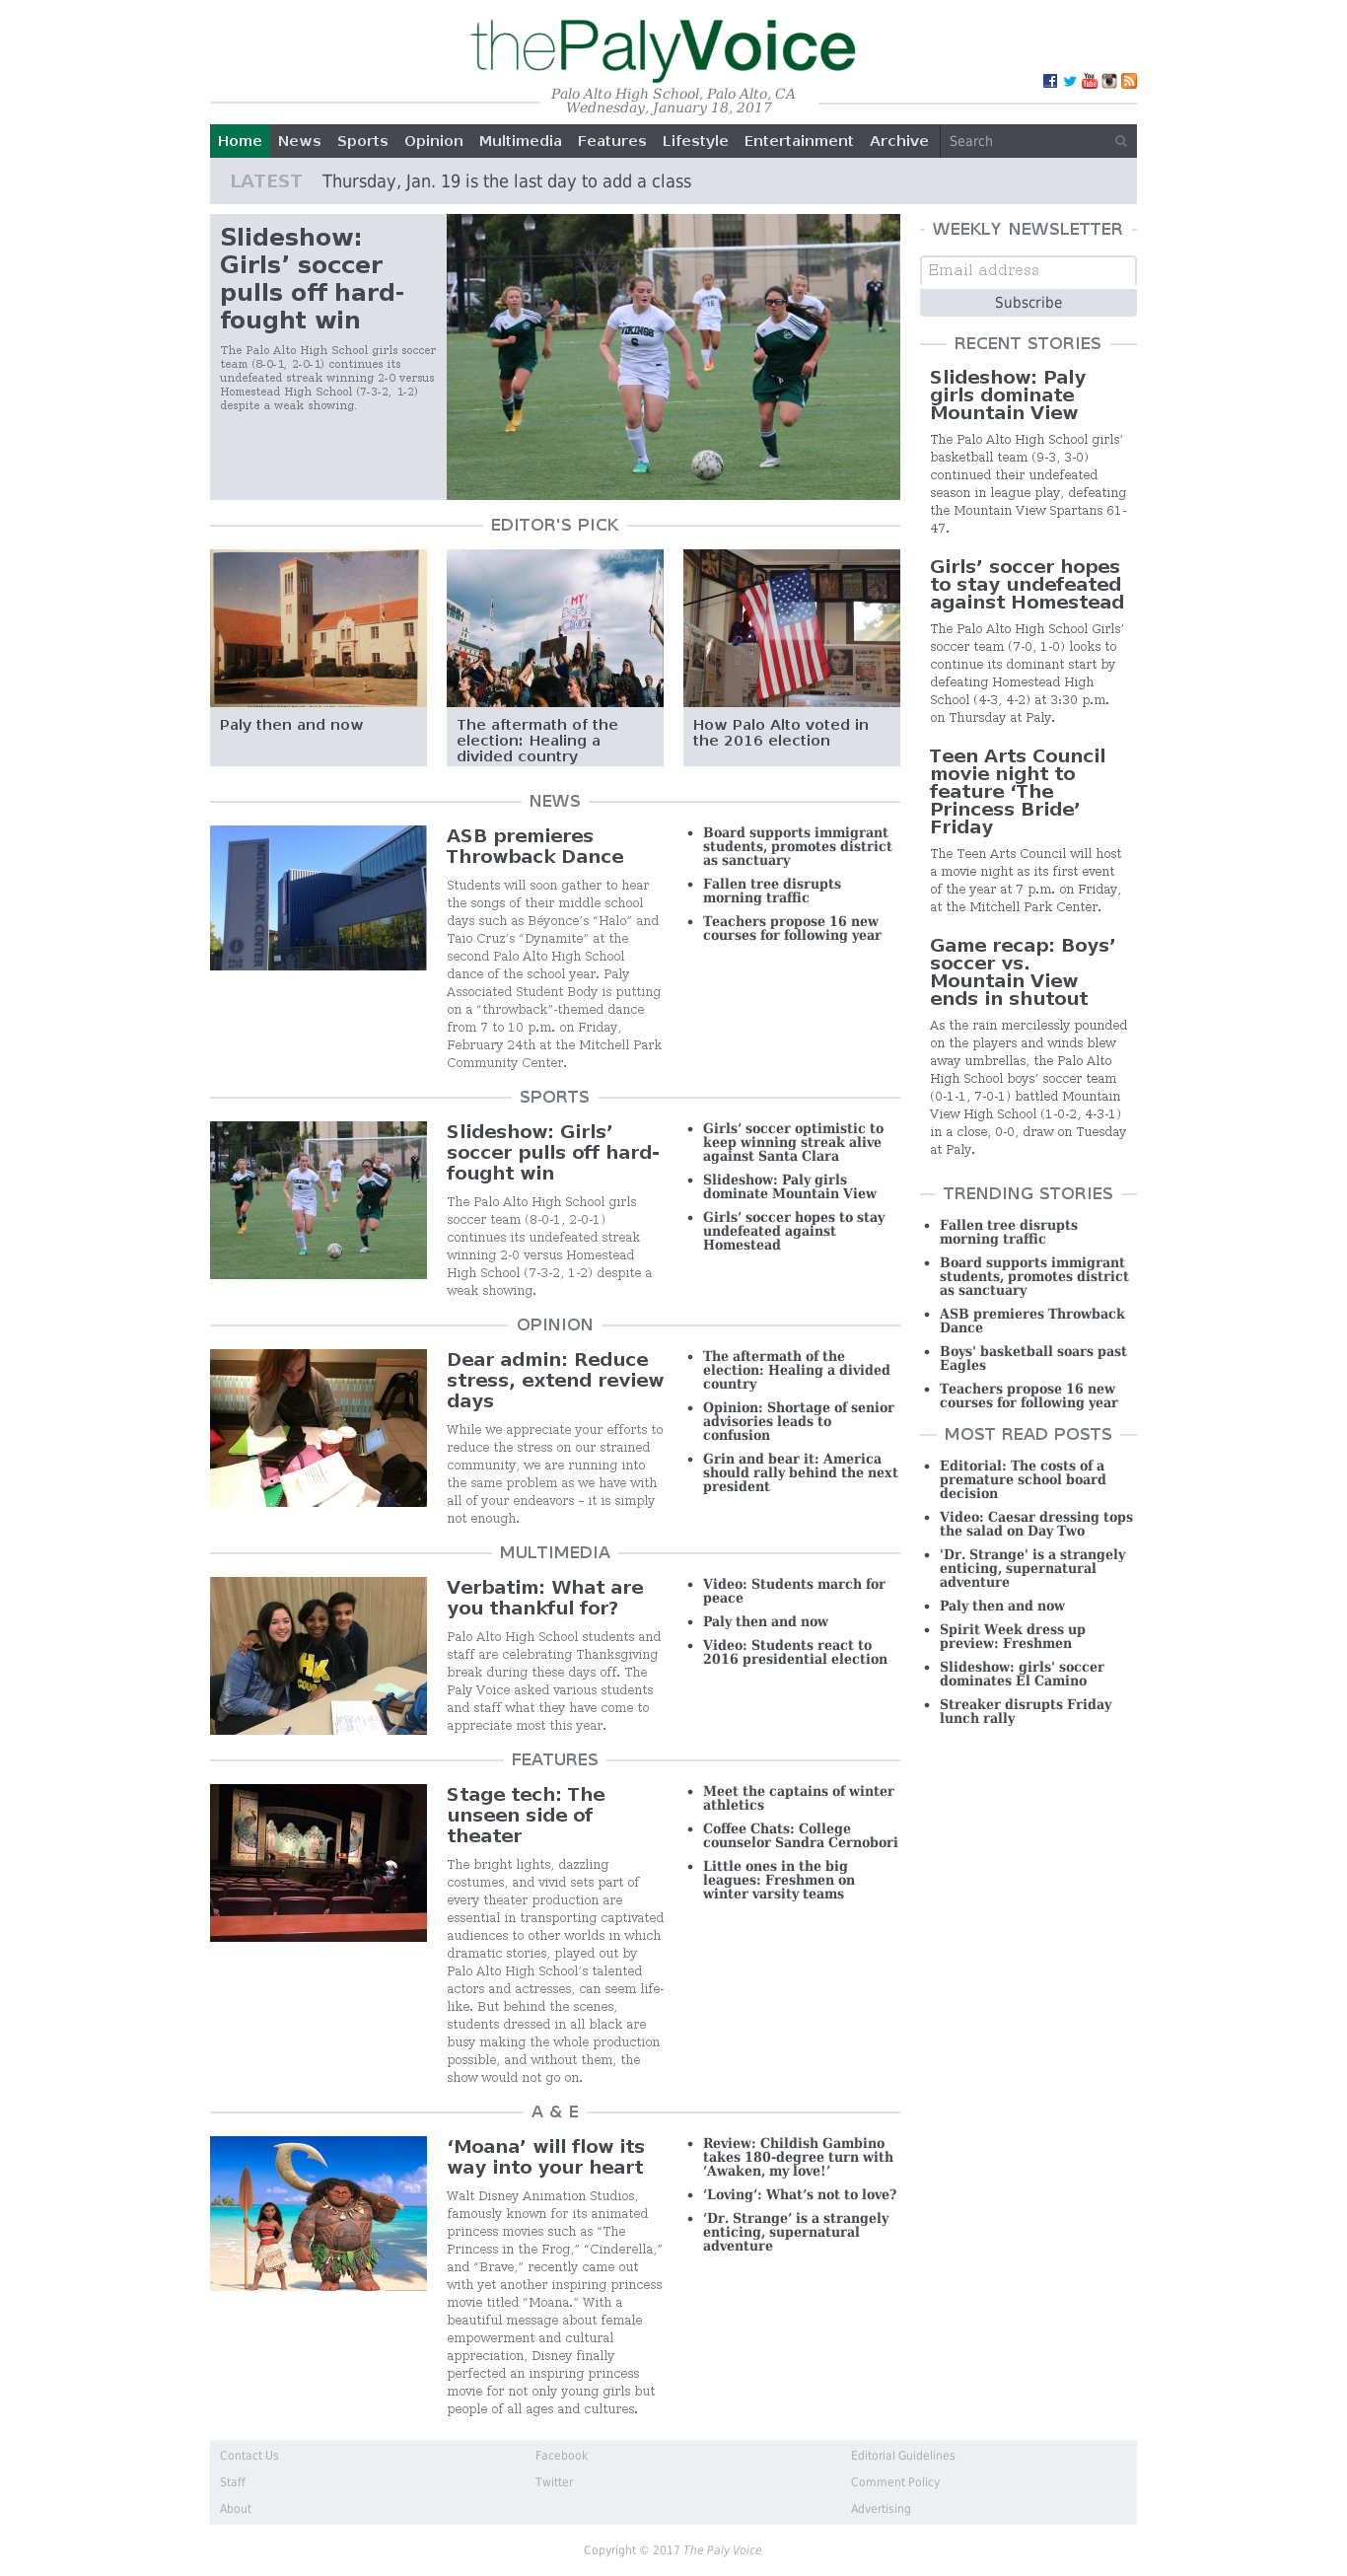 thePalyVoice
Palo Alto High School, Palo Alto, CA
Wednesday, January 18, 2017
Home News Sports Opinion Multimedia Features Lifestyle Entertainment Archive Search
LATEST Thursday, Jan. 19 is the last day to add a class
Slideshow:
Girls’ soccer
pulls off hard-
fought win
The Palo Alto High School girls soccer
team (8-0-1, 2-0-1) continues its
undefeated streak winning 2-0 versus
Homestead High School (7-3-2, 1-2)
despite a weak showing.
VIKINGS
6
EDITOR'S PICK
MY
Paly then and now
The aftermath of the
election: Healing a
divided country
How Palo Alto voted in
the 2016 election
NEWS
MITCHELL PARK CENTER
ASB premieres
Throwback Dance
Students will soon gather to hear
the songs of their middle school
days such as Béyonce’s “Halo” and
Taio Cruz’s “Dynamite” at the
second Palo Alto High School
dance of the school year. Paly
Associated Student Body is putting
on a “throwback”-themed dance
from 7 to 10 p.m. on Friday,
February 24th at the Mitchell Park
Community Center.
• Board supports immigrant
students, promotes district
as sanctuary
• Fallen tree disrupts
morning traffic
• Teachers propose 16 new
courses for following year
SPORTS
Slideshow: Girls’
soccer pulls off hard-
fought win
The Palo Alto High School girls
soccer team (8-0-1, 2-0-1)
continues its undefeated streak
winning 2-0 versus Homestead
High School (7-3-2, 1-2) despite a
weak showing.
• Girls’ soccer optimistic to
keep winning streak alive
against Santa Clara
• Slideshow: Paly girls
dominate Mountain View
• Girls’ soccer hopes to stay
undefeated against
Homestead
OPINION
Dear admin: Reduce
stress, extend review
days
While we appreciate your efforts to
reduce the stress on our strained
community, we are running into
the same problem as we have with
all of your endeavors – it is simply
not enough.
• The aftermath of the
election: Healing a divided
country
• Opinion: Shortage of senior
advisories leads to
confusion
• Grin and bear it: America
should rally behind the next
president
MULTIMEDIA
Verbatim: What are
you thankful for?
Palo Alto High School students and
staff are celebrating Thanksgiving
break during these days off. The
Paly Voice asked various students
and staff what they have come to
appreciate most this year.
• Video: Students march for
peace
• Paly then and now
• Video: Students react to
2016 presidential election
FEATURES
Stage tech: The
unseen side of
theater
The bright lights, dazzling
costumes, and vivid sets part of
every theater production are
essential in transporting captivated
audiences to other worlds in which
dramatic stories, played out by
Palo Alto High School’s talented
actors and actresses, can seem life-
like. But behind the scenes,
students dressed in all black are
busy making the whole production
possible, and without them, the
show would not go on.
• Meet the captains of winter
athletics
• Coffee Chats: College
counselor Sandra Cernobori
• Little ones in the big
leagues: Freshmen on
winter varsity teams
A & E
‘Moana’ will flow its
way into your heart
Walt Disney Animation Studios,
famously known for its animated
princess movies such as “The
Princess in the Frog,” “Cinderella,”
and “Brave,” recently came out
with yet another inspiring princess
movie titled “Moana.” With a
beautiful message about female
empowerment and cultural
appreciation, Disney finally
perfected an inspiring princess
movie for not only young girls but
people of all ages and cultures.
• Review: Childish Gambino
takes 180-degree turn with
‘Awaken, my love!’
• ‘Loving’: What’s not to love?
• ‘Dr. Strange’ is a strangely
enticing, supernatural
adventure
WEEKLY NEWSLETTER
Email address
Subscribe
RECENT STORIES
Slideshow: Paly
girls dominate
Mountain View
The Palo Alto High School girls’
basketball team (9-3, 3-0)
continued their undefeated
season in league play, defeating
the Mountain View Spartans 61-
47.
Girls’ soccer hopes
to stay undefeated
against Homestead
The Palo Alto High School Girls’
soccer team (7-0, 1-0) looks to
continue its dominant start by
defeating Homestead High
School (4-3, 4-2) at 3:30 p.m.
on Thursday at Paly.
Teen Arts Council
movie night to
feature ‘The
Princess Bride’
Friday
The Teen Arts Council will host
a movie night as its first event
of the year at 7 p.m. on Friday,
at the Mitchell Park Center.
Game recap: Boys’
soccer vs.
Mountain View
ends in shutout
As the rain mercilessly pounded
on the players and winds blew
away umbrellas, the Palo Alto
High School boys’ soccer team
(0-1-1, 7-0-1) battled Mountain
View High School (1-0-2, 4-3-1)
in a close, 0-0, draw on Tuesday
at Paly.
TRENDING STORIES
• Fallen tree disrupts
morning traffic
• Board supports immigrant
students, promotes district
as sanctuary
• ASB premieres Throwback
Dance
• Boys' basketball soars past
Eagles
• Teachers propose 16 new
courses for following year
MOST READ POSTS
• Editorial: The costs of a
premature school board
decision
• Video: Caesar dressing tops
the salad on Day Two
• 'Dr. Strange' is a strangely
enticing, supernatural
adventure
• Paly then and now
• Spirit Week dress up
preview: Freshmen
• Slideshow: girls' soccer
dominates El Camino
• Streaker disrupts Friday
lunch rally
Contact Us Facebook Editorial Guidelines
Staff Twitter Comment Policy
About Advertising
Copyright © 2017 The Paly Voice